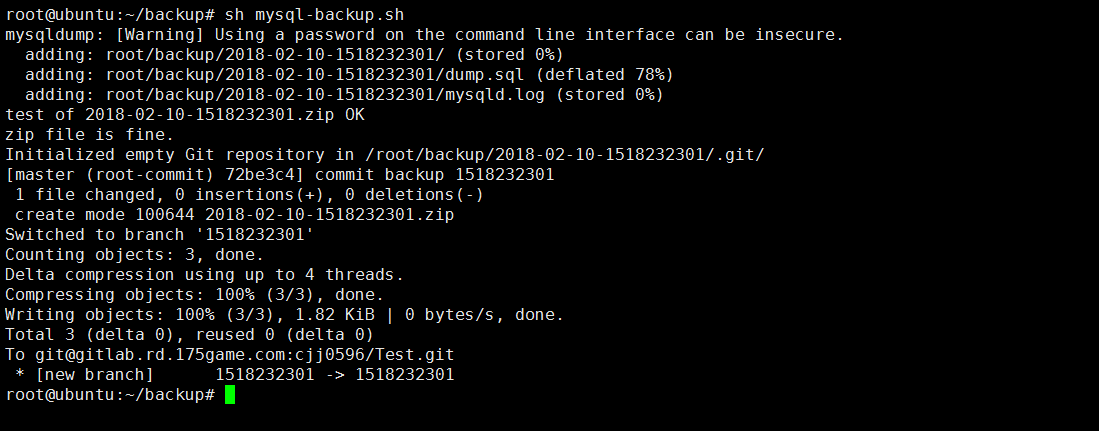 root@ubuntu:~/backup# sh mysql-backup.sh
mysqldump: [Warning] Using a password on the command line interface can be insecure.
  adding: root/backup/2018-02-10-1518232301/ (stored 0%)
  adding: root/backup/2018-02-10-1518232301/dump.sql (deflated 78%)
  adding: root/backup/2018-02-10-1518232301/mysqld.log (stored 0%)
test of 2018-02-10-1518232301.zip OK
zip file is fine.
Initialized empty Git repository in /root/backup/2018-02-10-1518232301/.git/
[master (root-commit) 72be3c4] commit backup 1518232301
 1 file changed, 0 insertions(+), 0 deletions(-)
 create mode 100644 2018-02-10-1518232301.zip
Switched to branch '1518232301'
Counting objects: 3, done.
Delta compression using up to 4 threads.
Compressing objects: 100% (3/3), done.
Writing objects: 100% (3/3), 1.82 KiB | 0 bytes/s, done.
Total 3 (delta 0), reused 0 (delta 0)
To git@gitlab.rd.175game.com:cjj0596/Test.git
 * [new branch]      1518232301 -> 1518232301
root@ubuntu:~/backup#